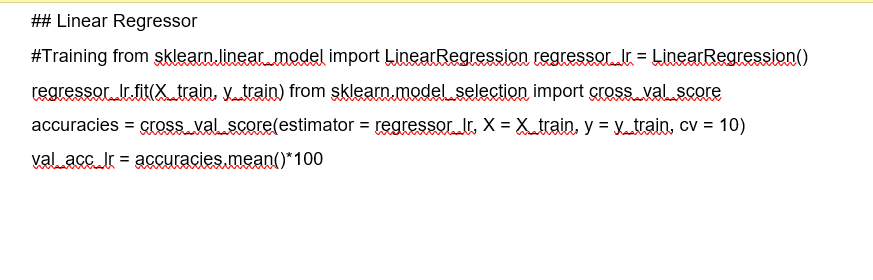 ## Linear Regressor
#Training from sklearn.linear_model import LinearRegression regressor_lr = LinearRegression()
regressor_lr.fit(X_train, y_train) from sklearn.model_selection import cross_val_score
accuracies = cross_val_score(estimator = regressor_lr, X = X_train, y = y_train, cv = 10)
val_acc_lr = accuracies.mean()*100